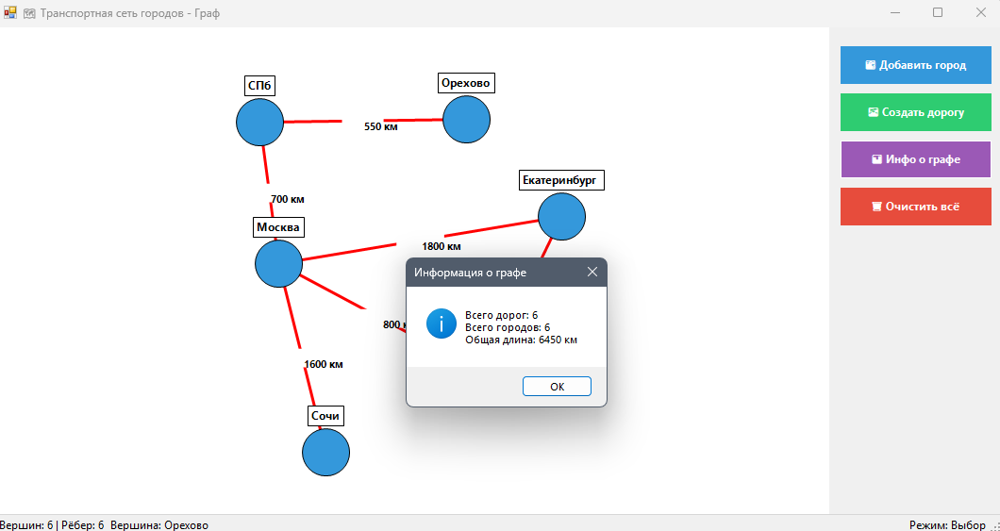 Транспортная сеть городов - Граф
СПб
Орехово
550 км
Екатеринбург
700 км
Москва
1800 км
Информация о графе
Всего дорог: 6
Всего городов: 6
Общая длина: 6450 км
OK
800
1600 км
Сочи
Добавить город
Создать дорогу
Инфо о графе
Очистить всё
Вершин: 6 | Рёбер: 6 Вершина: Орехово
Режим: Выбор